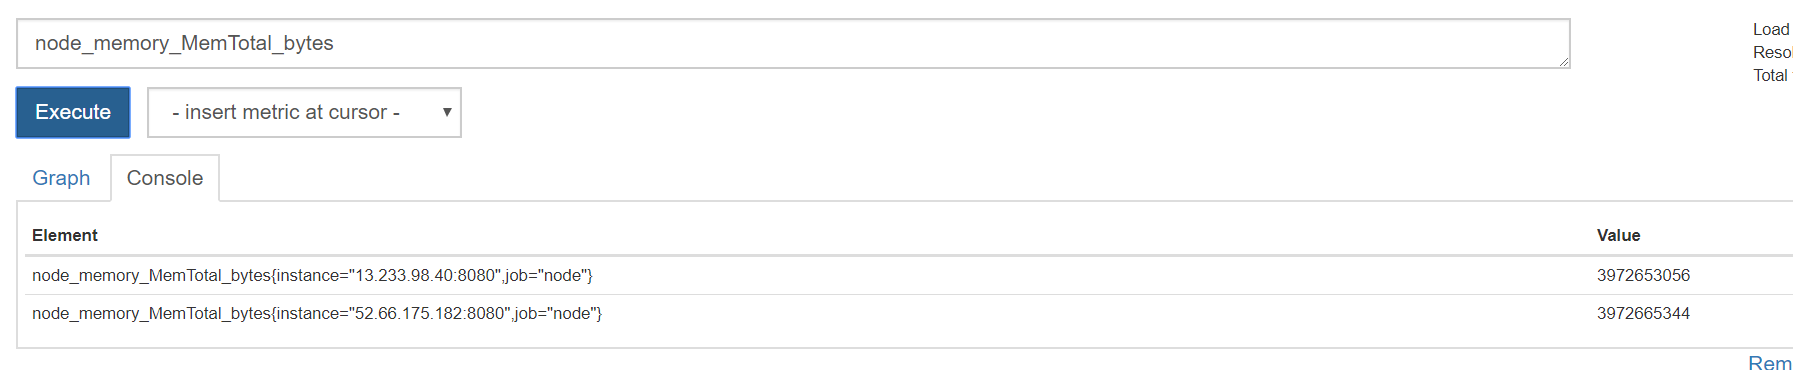 node_memory_MemTotal_bytes
Load
Total
Execute
- insert metric at cursor -
Graph
Console
Element
Value
node_memory_MemTotal_bytes{instance="13.233.98.40:8080",job="node"}
3972653056
node_memory_MemTotal_bytes{instance="52.66.175.182:8080",job="node"}
3972665344